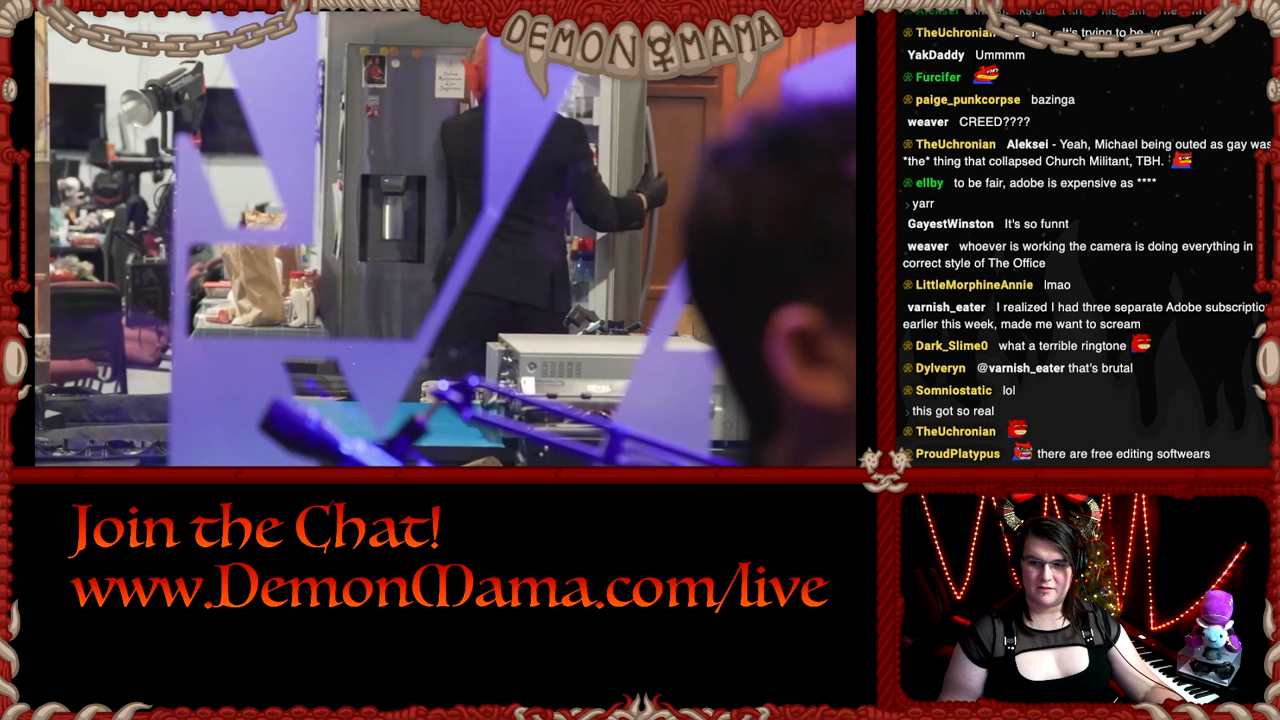 DEMON MAMA
TheUchronian
YakDaddy Ummmm
Furcifer
paige_punkcorpse bazinga
weaver CREED????
TheUchronian Aleksei - Yeah, Michael being outed as gay was
*the* thing that collapsed Church Militant, TBH.
ellby to be fair, adobe is expensive as ****
yarr
GayestWinston It's so funnt
weaver whoever is working the camera is doing everything in
correct style of The Office
LittleMorphineAnnie lmao
varnish_eater I realized I had three separate Adobe subscriptio
earlier this week, made me want to scream
Dark_Slime0 what a terrible ringtone
Dylveryn @varnish_eater that's brutal
Somniostatic lol
this got so real
TheUchronian
ProudPlatypus there are free editing softwears
Join the Chat!
www.DemonMama.com/live